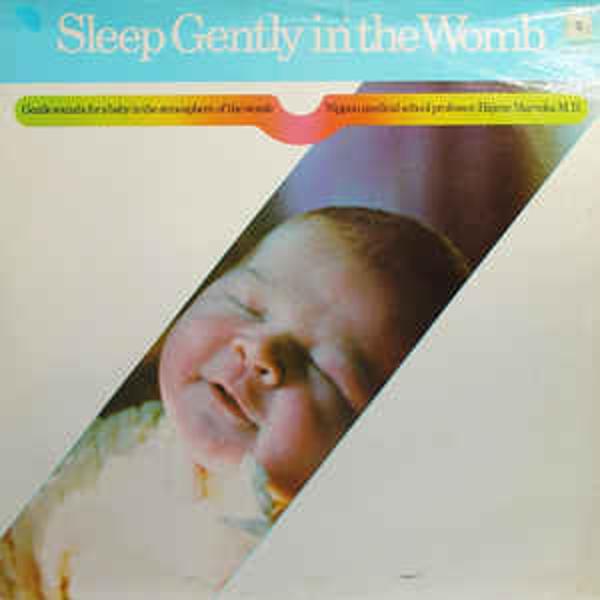 Sleep Gently in the Womb
Gentle sounds for a baby in the atmosphere of the womb
Nippon medical school professor Hajime Murooka M.D.